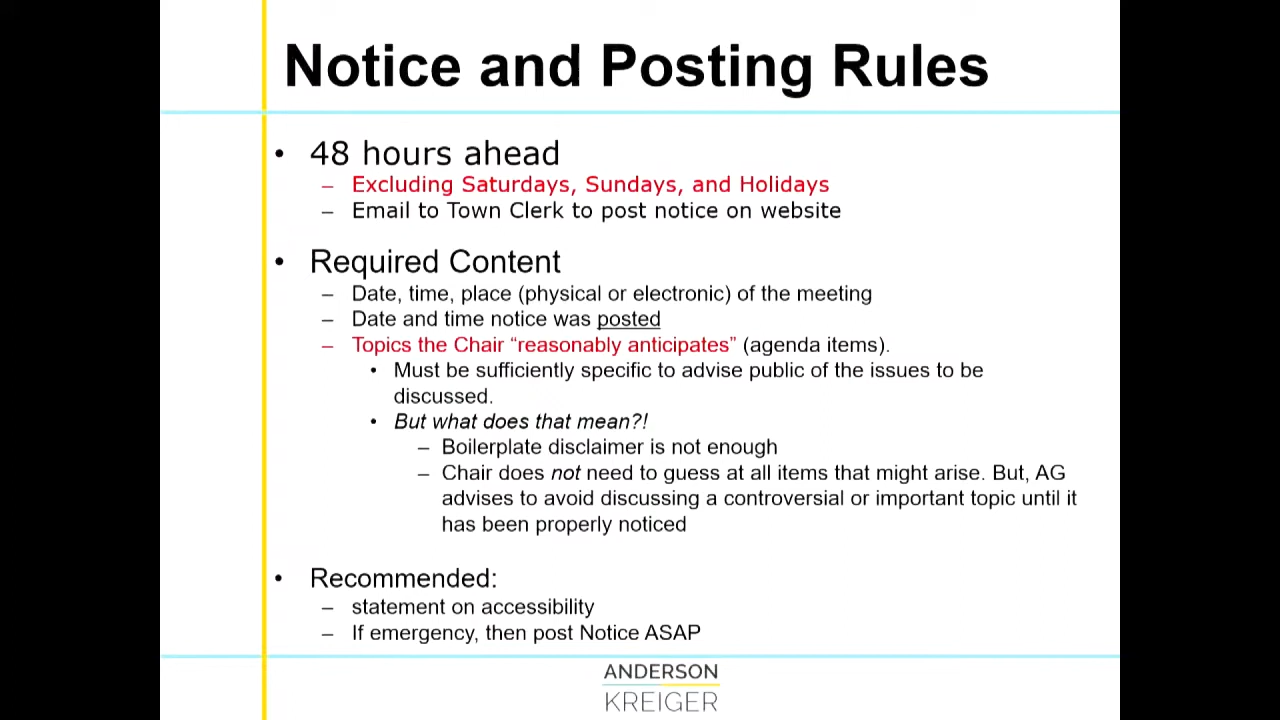 Notice and Posting Rules
• 48 hours ahead
– Excluding Saturdays, Sundays, and Holidays
– Email to Town Clerk to post notice on website
• Required Content
– Date, time, place (physical or electronic) of the meeting
– Date and time notice was posted
– Topics the Chair “reasonably anticipates” (agenda items).
• Must be sufficiently specific to advise public of the issues to be
discussed.
• But what does that mean?!
– Boilerplate disclaimer is not enough
– Chair does not need to guess at all items that might arise. But, AG
advises to avoid discussing a controversial or important topic until it
has been properly noticed
• Recommended:
– statement on accessibility
– If emergency, then post Notice ASAP
ANDERSON
KREIGER